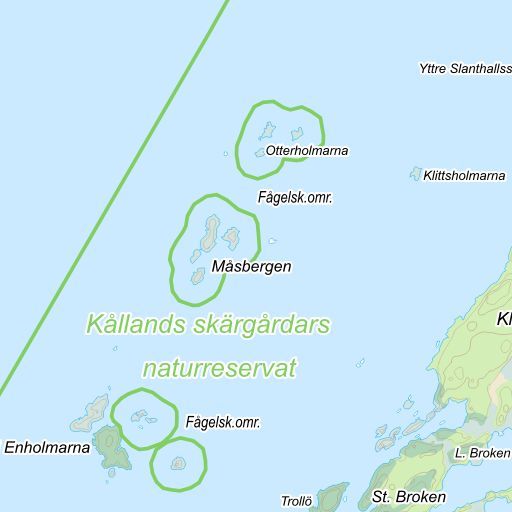 Yttre Slanthallss
Otterholmarna
Klittsholmarna
Fågelsk.omr.
Måsbergen
Kl
Kållands skärgårdars
naturreservat
Fågelsk.omr.
Enholmarna
L. Broken
St. Broken
Trollö